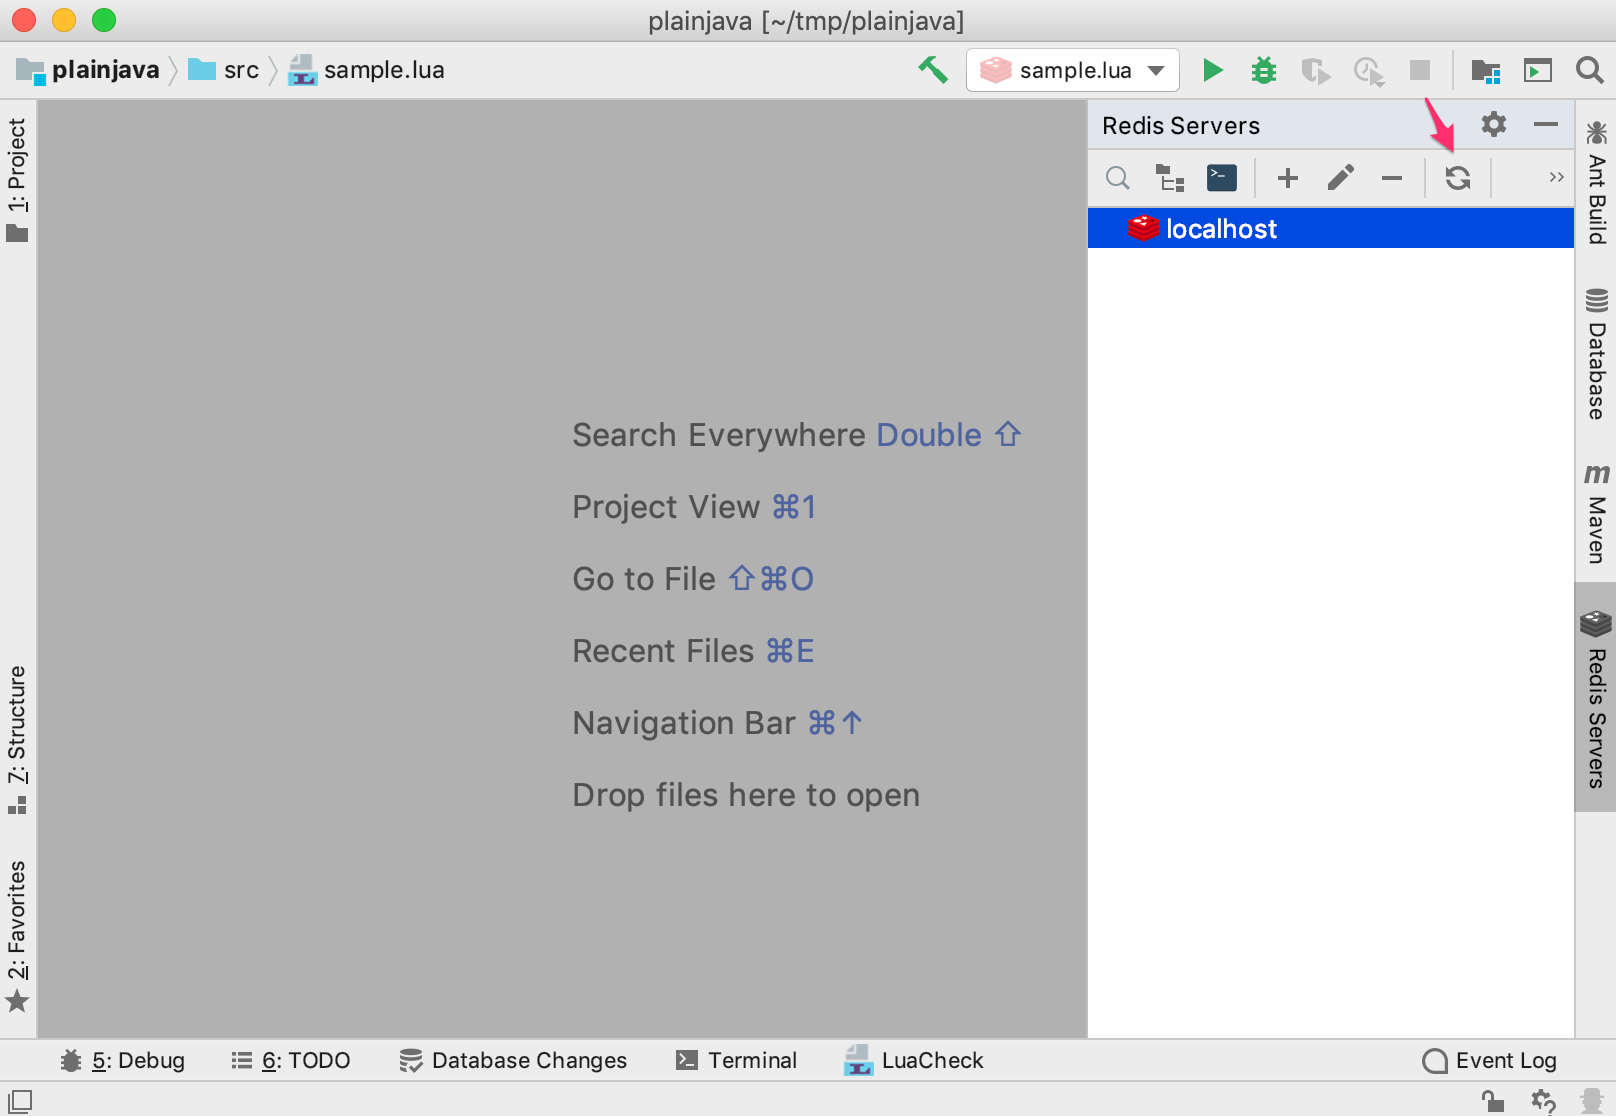 plainjava [~/tmp/plainjava]
plainjava src sample.lua sample.lua
1: Project
7: Structure
2: Favorites
Search Everywhere Double ⇧
Project View ⌘1
Go to File ⇧⌘O
Recent Files ⌘E
Navigation Bar ⌘↑
Drop files here to open
Redis Servers
>_ »
localhost
Ant Build
Database
m Maven
Redis Servers
5: Debug 6: TODO Database Changes Terminal LuaCheck Event Log